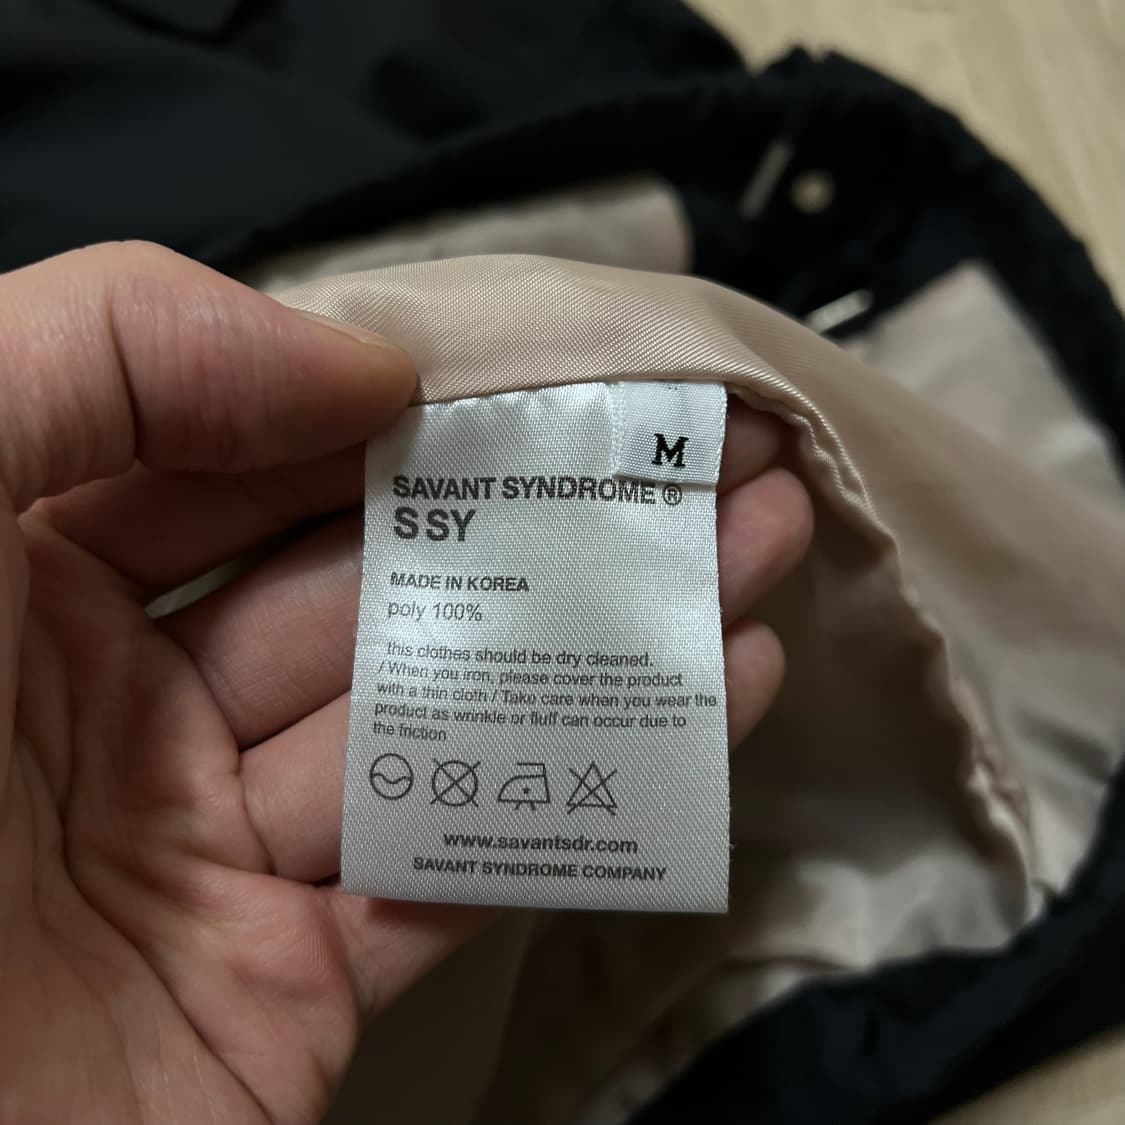 M
SAVANT SYNDROME ®
SSY
MADE IN KOREA
poly 100%
this clothes should be dry cleaned.
/ When you iron, please cover the product
with a thin cloth / Take care when you wear the
product as wrinkle or fluff can occur due to
the friction
www.savantsdr.com
SAVANT SYNDROME COMPANY